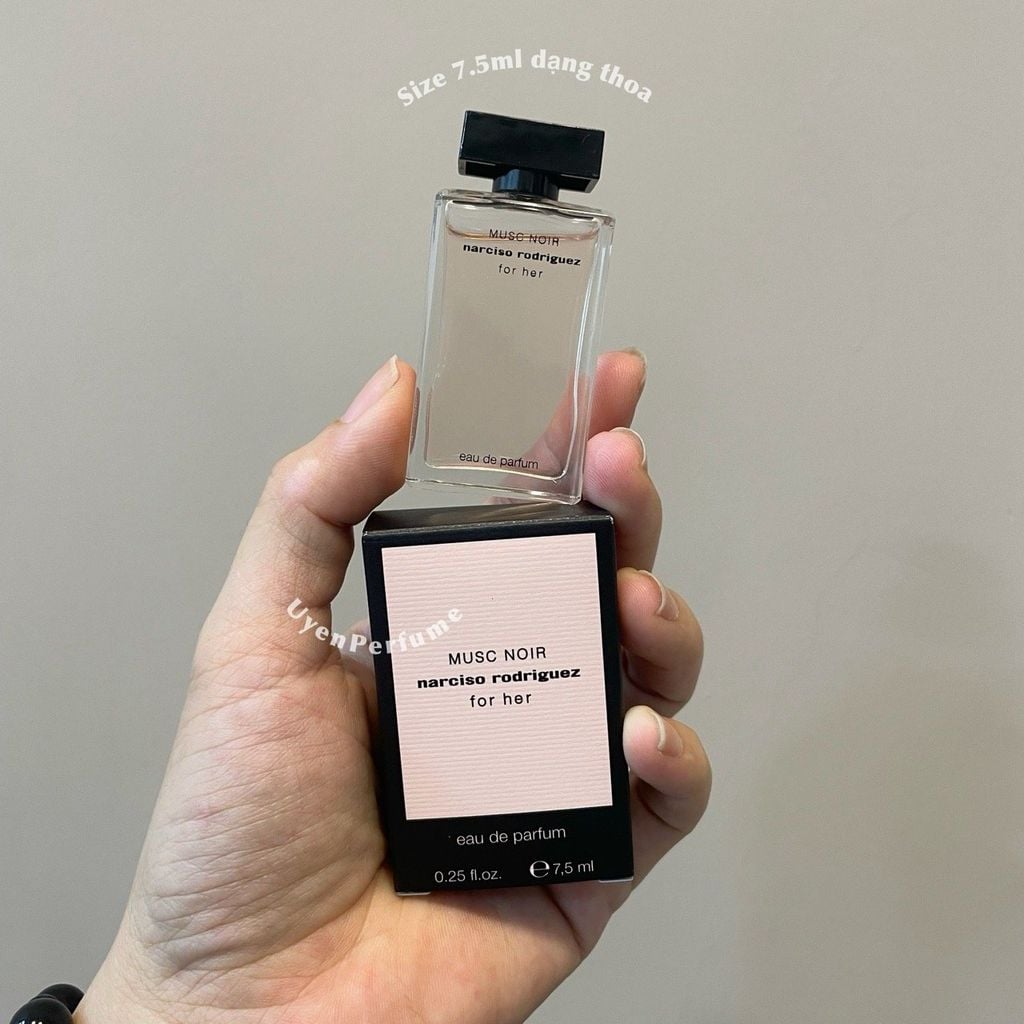 Size 7.5ml dạng thoa
MUSC NOIR
narciso rodriguez
for her
eau de parfum
UyenPerfume
MUSC NOIR
narciso rodriguez
for her
eau de parfum
0.25 fl.oz. ℮ 7,5 ml